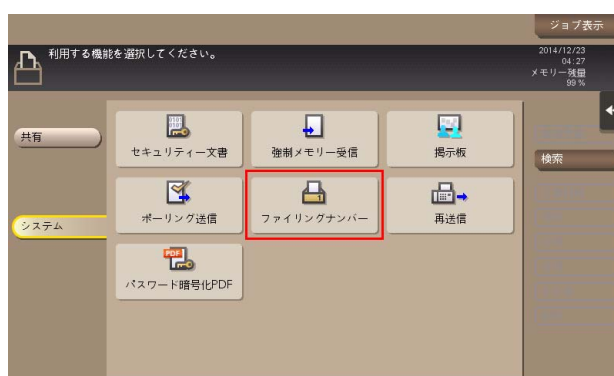 ジョブ表示
利用する機能を選択してください。
2014/12/23
04:27
メモリー残量
99 %
共有
セキュリティー文書
強制メモリー受信
掲示板
検索
ポーリング送信
ファイリングナンバー
再送信
システム
PDF
パスワード暗号化PDF